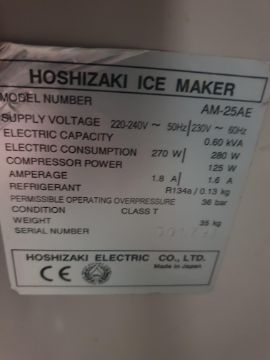 HOSHIZAKI ICE MAKER
MODEL NUMBER AM-25AE
SUPPLY VOLTAGE 220-240V ~ 50Hz 230V ~ 60Hz
ELECTRIC CAPACITY 0.60 kVA
ELECTRIC CONSUMPTION 270 W 280 W
COMPRESSOR POWER 125 W
AMPERAGE 1.8 A 1.6 A
REFRIGERANT R134a / 0.13 kg
PERMISSIBLE OPERATING OVERPRESSURE 36 bar
CONDITION CLASS T
WEIGHT 35 kg
SERIAL NUMBER
HOSHIZAKI ELECTRIC CO., LTD.
CE Made in Japan